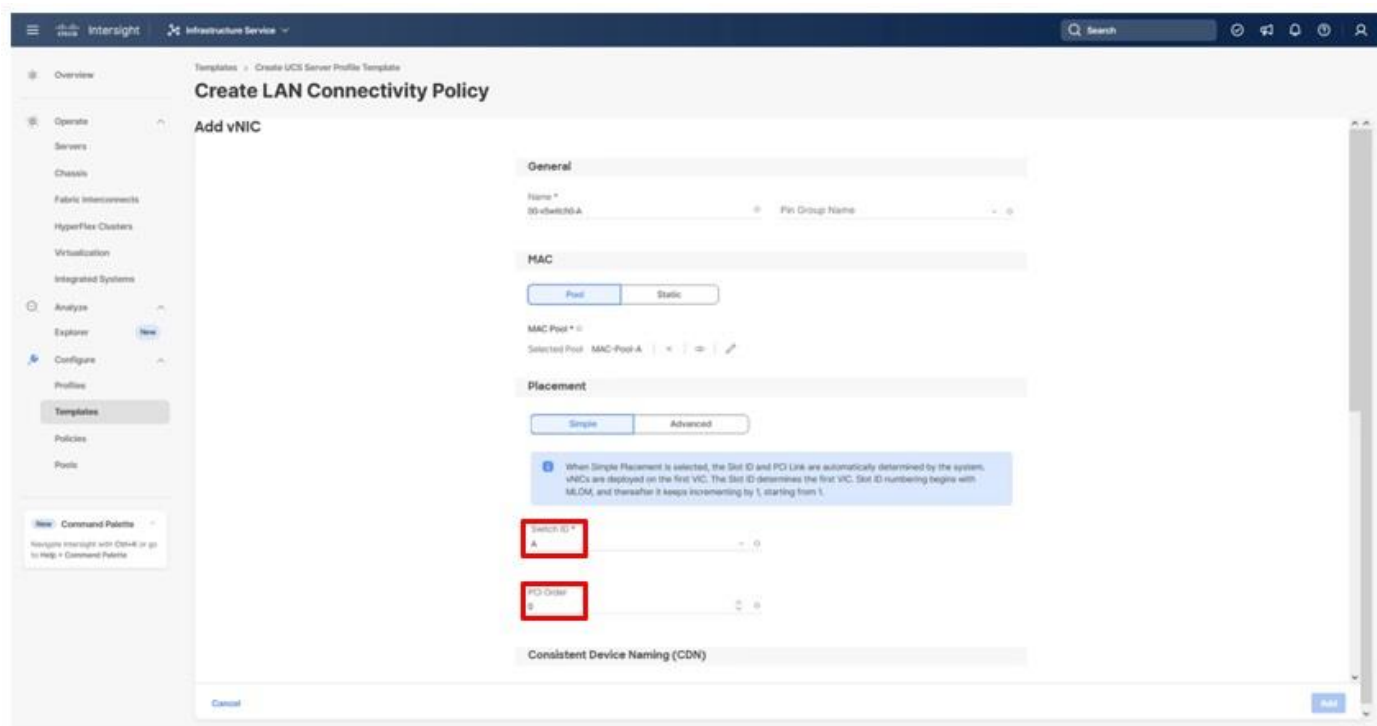 cisco Intersight
Infrastructure Service
Search
Overview
Operate
Servers
Chassis
Fabric Interconnects
HyperFlex Clusters
Virtualization
Integrated Systems
Analyze
Explorer New
Configure
Profiles
Templates
Policies
Pools
New Command Palette
Navigate Intersight with Ctrl+K or go
to Help > Command Palette
Templates > Create UCS Server Profile Template
Create LAN Connectivity Policy
Add vNIC
General
Name *
00-vSwitch0-A
Pin Group Name
MAC
Pool Static
MAC Pool *
Selected Pool MAC-Pool-A
Placement
Simple Advanced
When Simple Placement is selected, the Slot ID and PCI Link are automatically determined by the system.
vNICs are deployed on the first VIC. The Slot ID determines the first VIC. Slot ID numbering begins with
MLOM, and thereafter it keeps incrementing by 1, starting from 1.
Switch ID *
A
PCI Order
0
Consistent Device Naming (CDN)
Cancel
Add